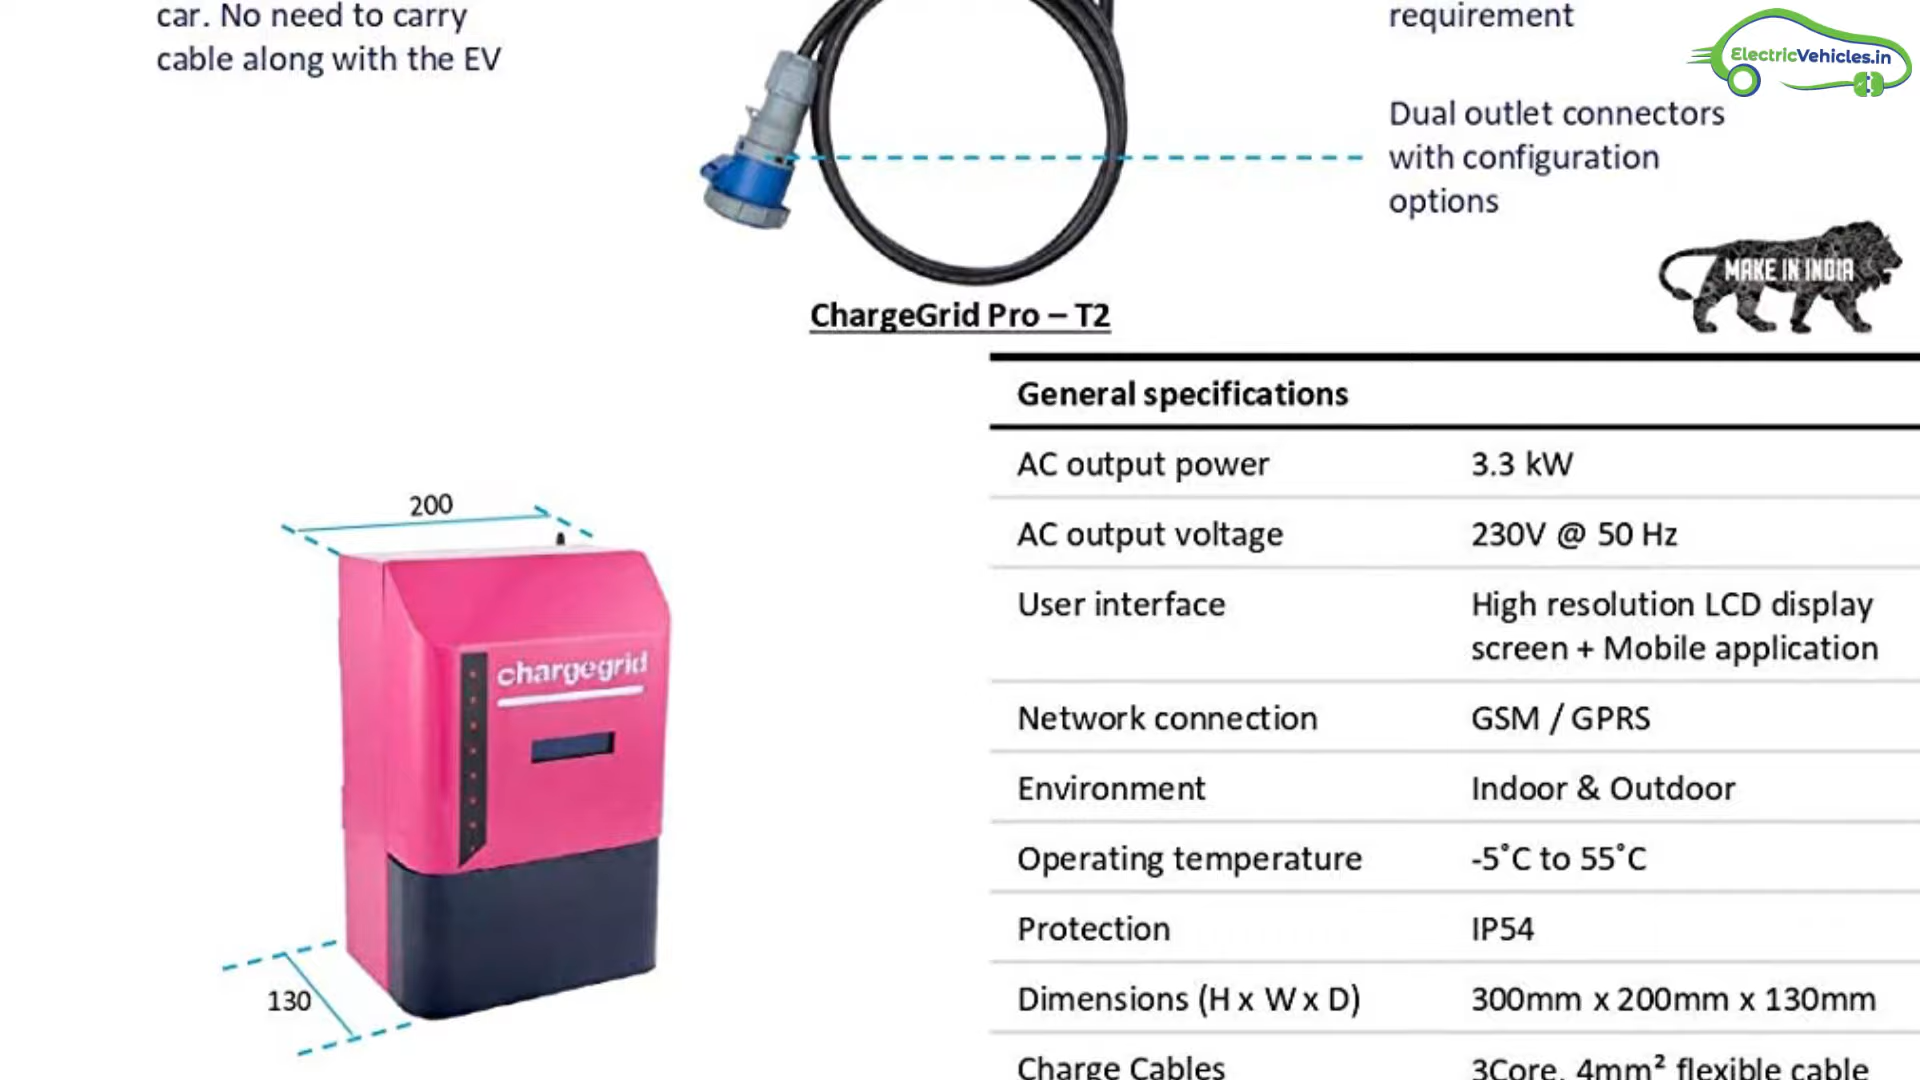 car. No need to carry
cable along with the EV
requirement
ElectricVehicles.in
Dual outlet connectors
with configuration
options
MAKE IN INDIA
ChargeGrid Pro – T2
General specifications
AC output power 3.3 kW
AC output voltage 230V @ 50 Hz
User interface High resolution LCD display
screen + Mobile application
Network connection GSM / GPRS
Environment Indoor & Outdoor
Operating temperature -5˚C to 55˚C
Protection IP54
Dimensions (H x W x D) 300mm x 200mm x 130mm
Charge Cables 3Core, 4mm² flexible cable
200
chargegrid
130